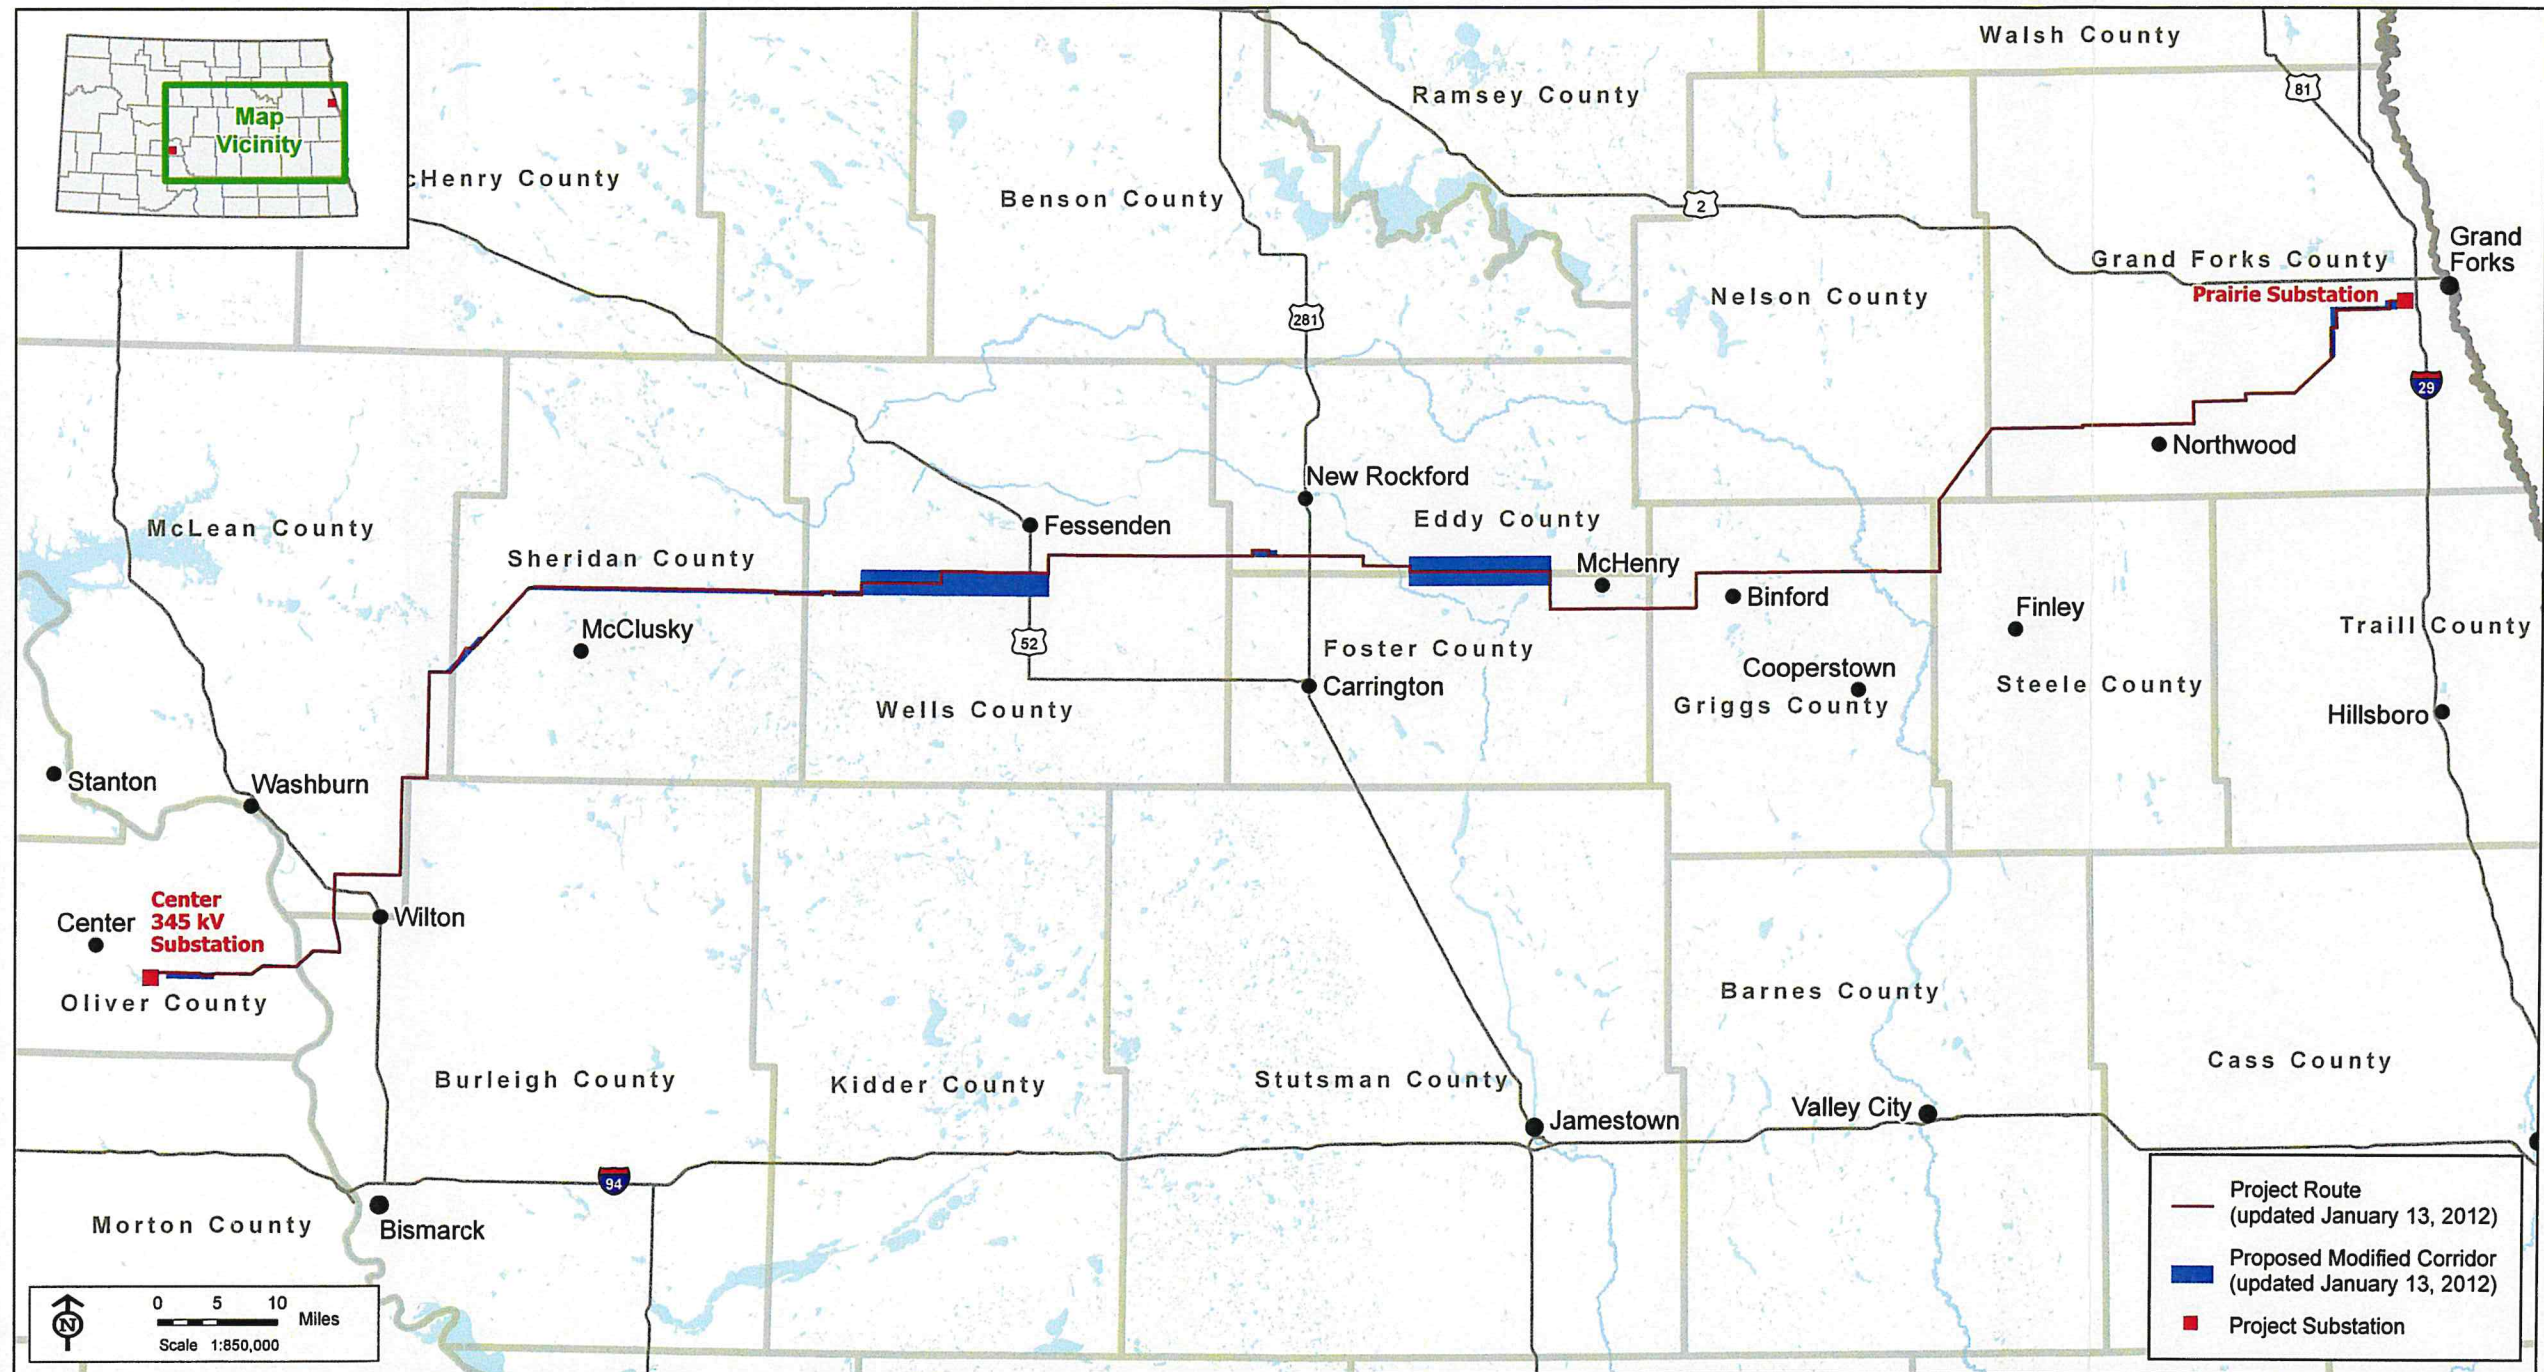 Map
Vicinity
cHenry County
Benson County
Ramsey County
Walsh County
81
2
281
Grand Forks County
Grand
Forks
Prairie Substation
Nelson County
29
Northwood
New Rockford
Eddy County
Fessenden
McLean County
Sheridan County
McHenry
Binford
Finley
McClusky
52
Foster County
Traill County
Cooperstown
Carrington
Steele County
Wells County
Griggs County
Hillsboro
Stanton
Washburn
Center
345 kV
Substation
Center
Wilton
Oliver County
Barnes County
Cass County
Burleigh County
Kidder County
Stutsman County
Jamestown
Valley City
94
Morton County
Bismarck
N
0 5 10
Miles
Scale 1:850,000
Project Route
(updated January 13, 2012)
Proposed Modified Corridor
(updated January 13, 2012)
Project Substation